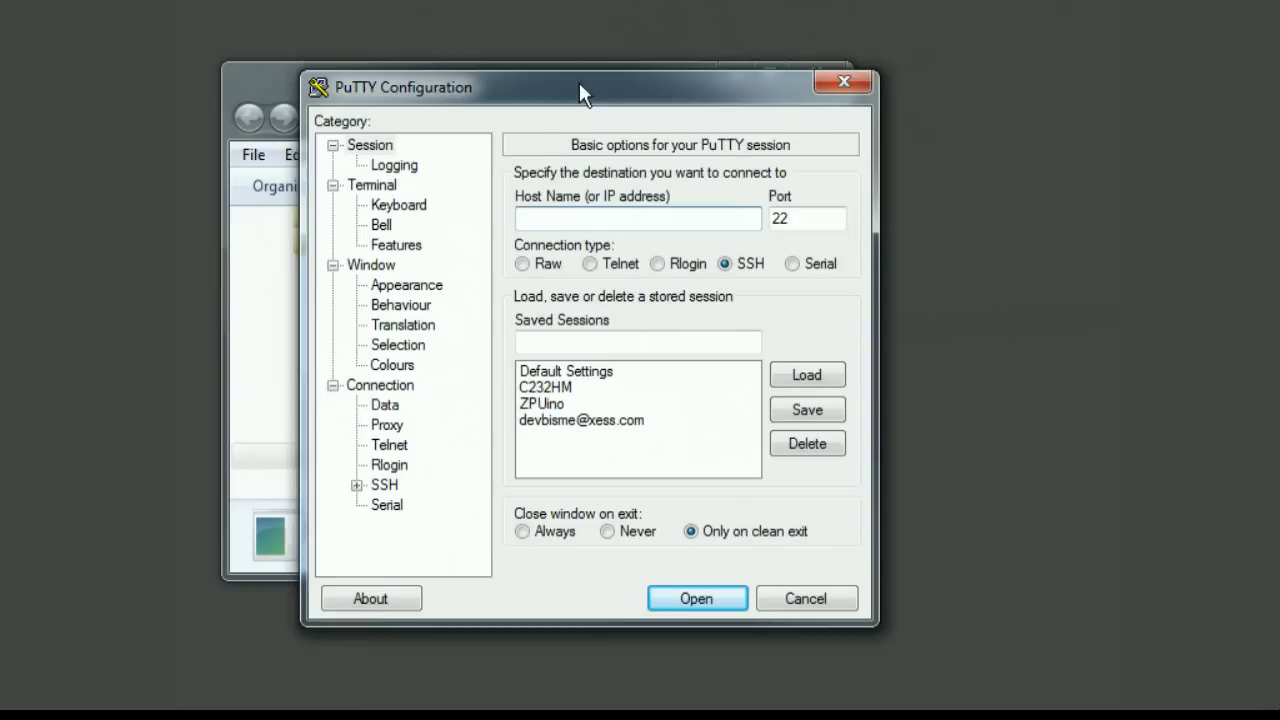 PuTTY Configuration
File
Organi
Category:
Session
Logging
Terminal
Keyboard
Bell
Features
Window
Appearance
Behaviour
Translation
Selection
Colours
Connection
Data
Proxy
Telnet
Rlogin
SSH
Serial
Basic options for your PuTTY session
Specify the destination you want to connect to
Host Name (or IP address) Port
22
Connection type:
Raw Telnet Rlogin SSH Serial
Load, save or delete a stored session
Saved Sessions
Default Settings
C232HM
ZPUino
devbisme@xess.com
Load
Save
Delete
Close window on exit:
Always Never Only on clean exit
About Open Cancel